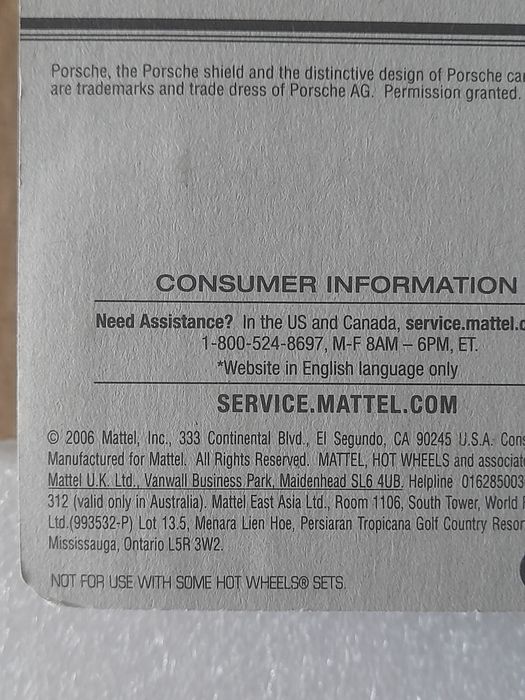 Porsche, the Porsche shield and the distinctive design of Porsche
are trademarks and trade dress of Porsche AG. Permission granted.
CONSUMER INFORMATION
Need Assistance? In the US and Canada, service.mattel.
1-800-524-8697, M-F 8AM – 6PM, ET.
*Website in English language only
SERVICE.MATTEL.COM
© 2006 Mattel, Inc., 333 Continental Blvd., El Segundo, CA 90245 U.S.A.
Manufactured for Mattel. All Rights Reserved. MATTEL, HOT WHEELS and
Mattel U.K. Ltd., Vanwall Business Park, Maidenhead SL6 4UB. Helpline 016285003
312 (valid only in Australia). Mattel East Asia Ltd., Room 1106, South Tower, World
Ltd.(993532-P) Lot 13.5, Menara Lien Hoe, Persiaran Tropicana Golf Country
Mississauga, Ontario L5R 3W2.
NOT FOR USE WITH SOME HOT WHEELS® SETS.